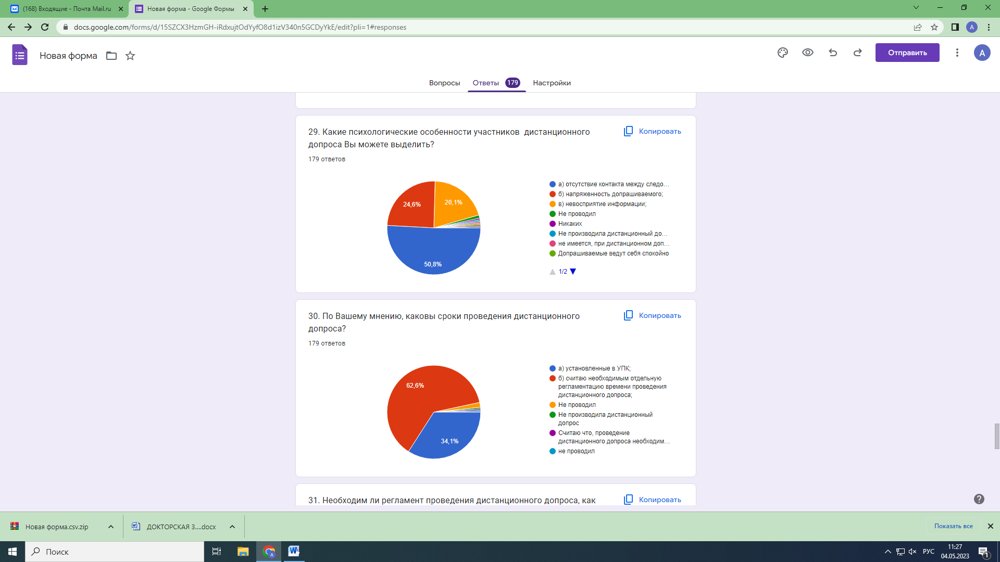 (168) Входящие - Почта Mail.ru
Новая форма - Google Формы
docs.google.com/forms/d/15SZCX3HzmGH-iRdxujtOdYyfO8d1izV340n5GCDyYkE/edit?pli=1#responses
A
Новая форма
Отправить
A
Вопросы
Ответы 179
Настройки
29. Какие психологические особенности участников дистанционного
допроса Вы можете выделить?
Копировать
179 ответов
24,6%
20,1%
50,8%
а) отсутствие контакта между следо...
б) напряженность допрашиваемого;
в) невосприятие информации;
Не проводил
Никаких
Не производила дистанционный до...
не имеется, при дистанционном доп...
Допрашиваемые ведут себя спокойно
1/2
30. По Вашему мнению, каковы сроки проведения дистанционного
допроса?
Копировать
179 ответов
62,6%
34,1%
а) установленные в УПК;
б) считаю необходимым отдельную
регламентацию времени проведения
дистанционного допроса;
Не проводил
Не производила дистанционный
допрос
Считаю что, проведение
дистанционного допроса необходим...
не проводил
31. Необходим ли регламент проведения дистанционного допроса, как
Копировать
Новая форма.csv.zip
ДОКТОРСКАЯ 3....docx
Показать все
Поиск
A
РУС
11:27
04.05.2023
1